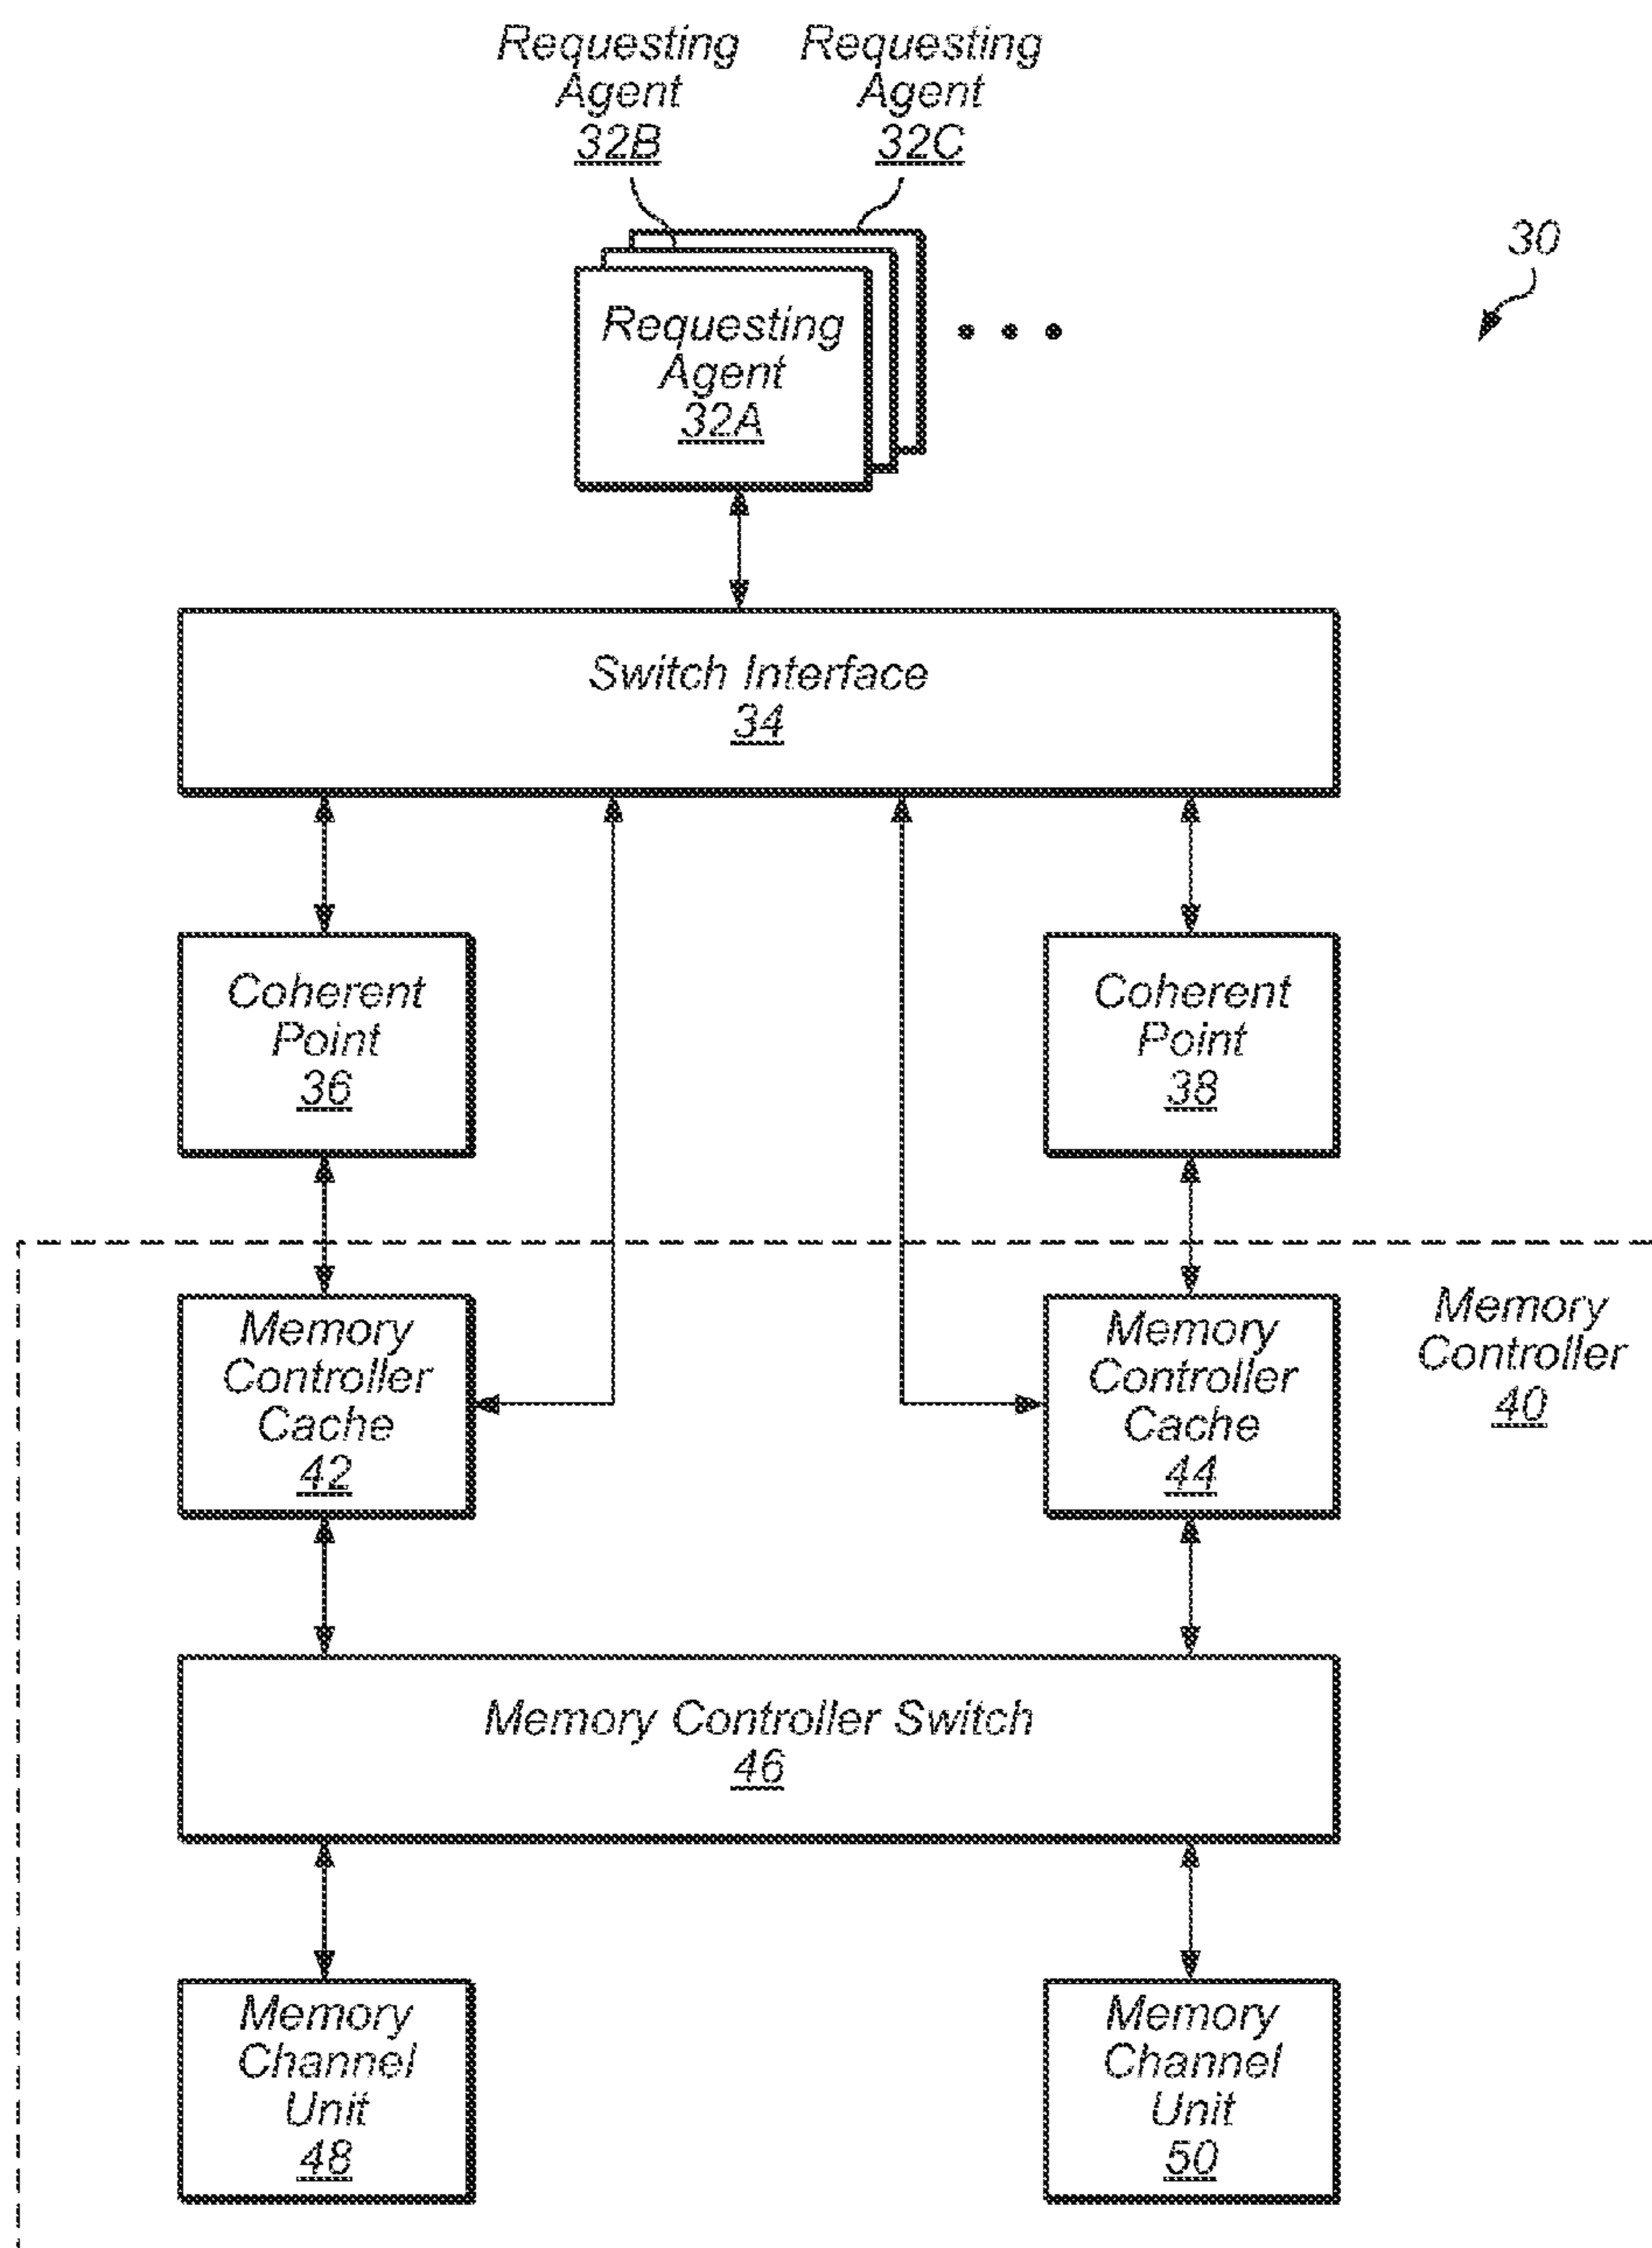 Requesting
Agent
32B
Requesting
Agent
32C
30
Requesting
Agent
32A
Switch Interface
34
Coherent
Point
36
Coherent
Point
38
Memory
Controller
Cache
42
Memory
Controller
Cache
44
Memory
Controller
40
Memory Controller Switch
46
Memory
Channel
Unit
48
Memory
Channel
Unit
50